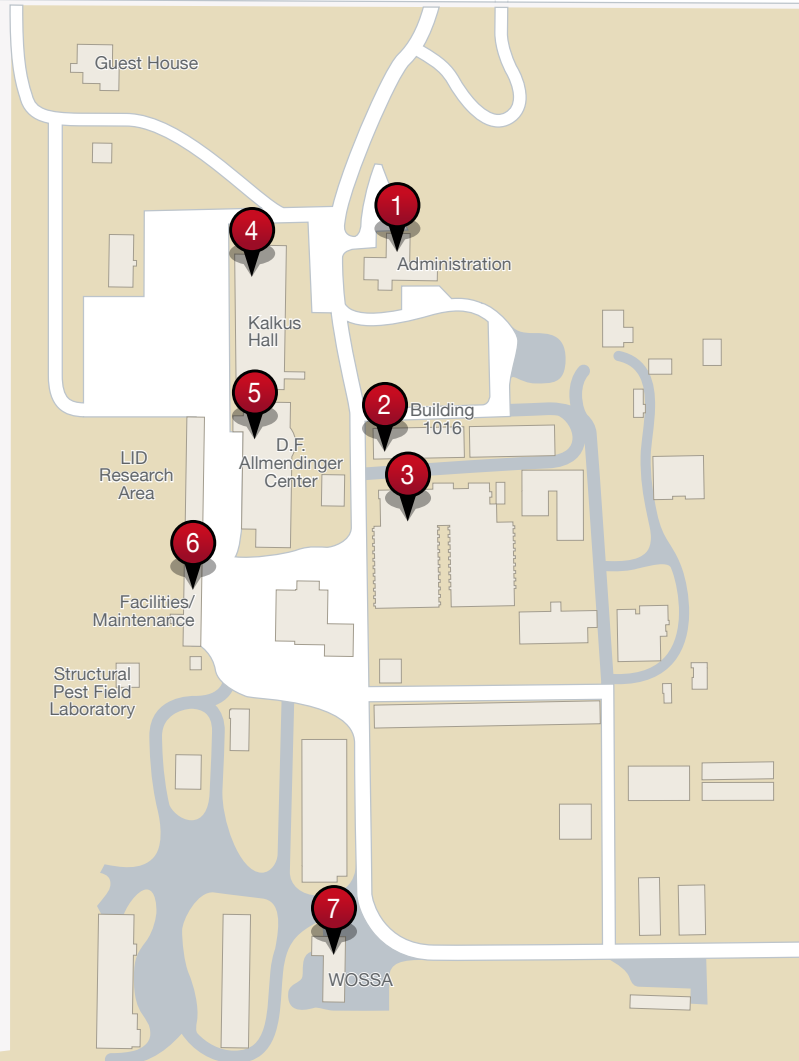 Guest House
1
Administration
4
Kalkus
Hall
5
2
Building
1016
D.F.
Allmendinger
Center
LID
Research
Area
3
6
Facilities/
Maintenance
Structural
Pest Field
Laboratory
7
WOSSA